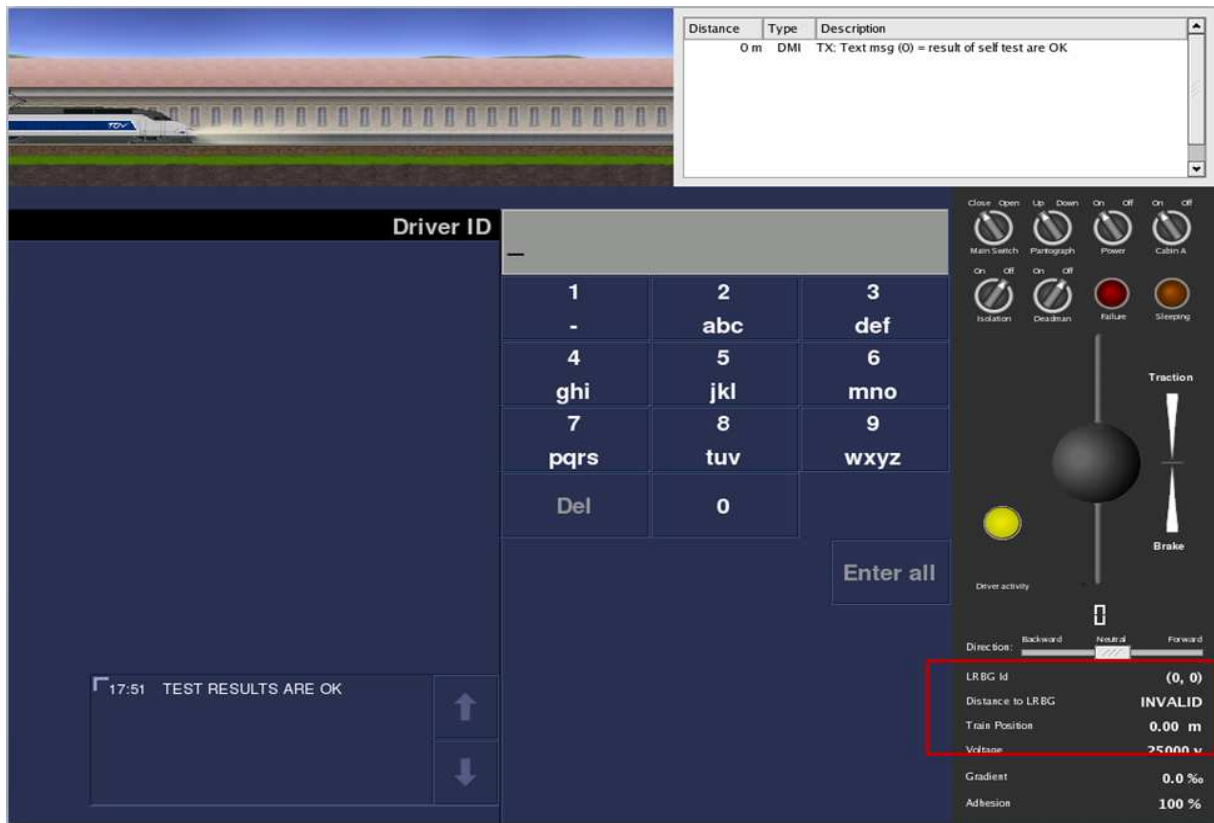 Distance Type Description
0 m DMI TX: Text msg (0) = result of self test are OK
TGV
Driver ID
_
1 2 3
- abc def
4 5 6
ghi jkl mno
7 8 9
pqrs tuv wxyz
Del 0
Enter all
17:51 TEST RESULTS ARE OK
Close Open Up Down On Off On Off
Main Switch Pantograph Power Cabin A
On Off On Off
Isolation Deadman Failure Sleeping
Traction
Brake
Driver activity
0
Direction: Backward Neutral Forward
LRBG Id (0, 0)
Distance to LRBG INVALID
Train Position 0.00 m
Voltage 25000 v
Gradient 0.0 ‰
Adhesion 100 %